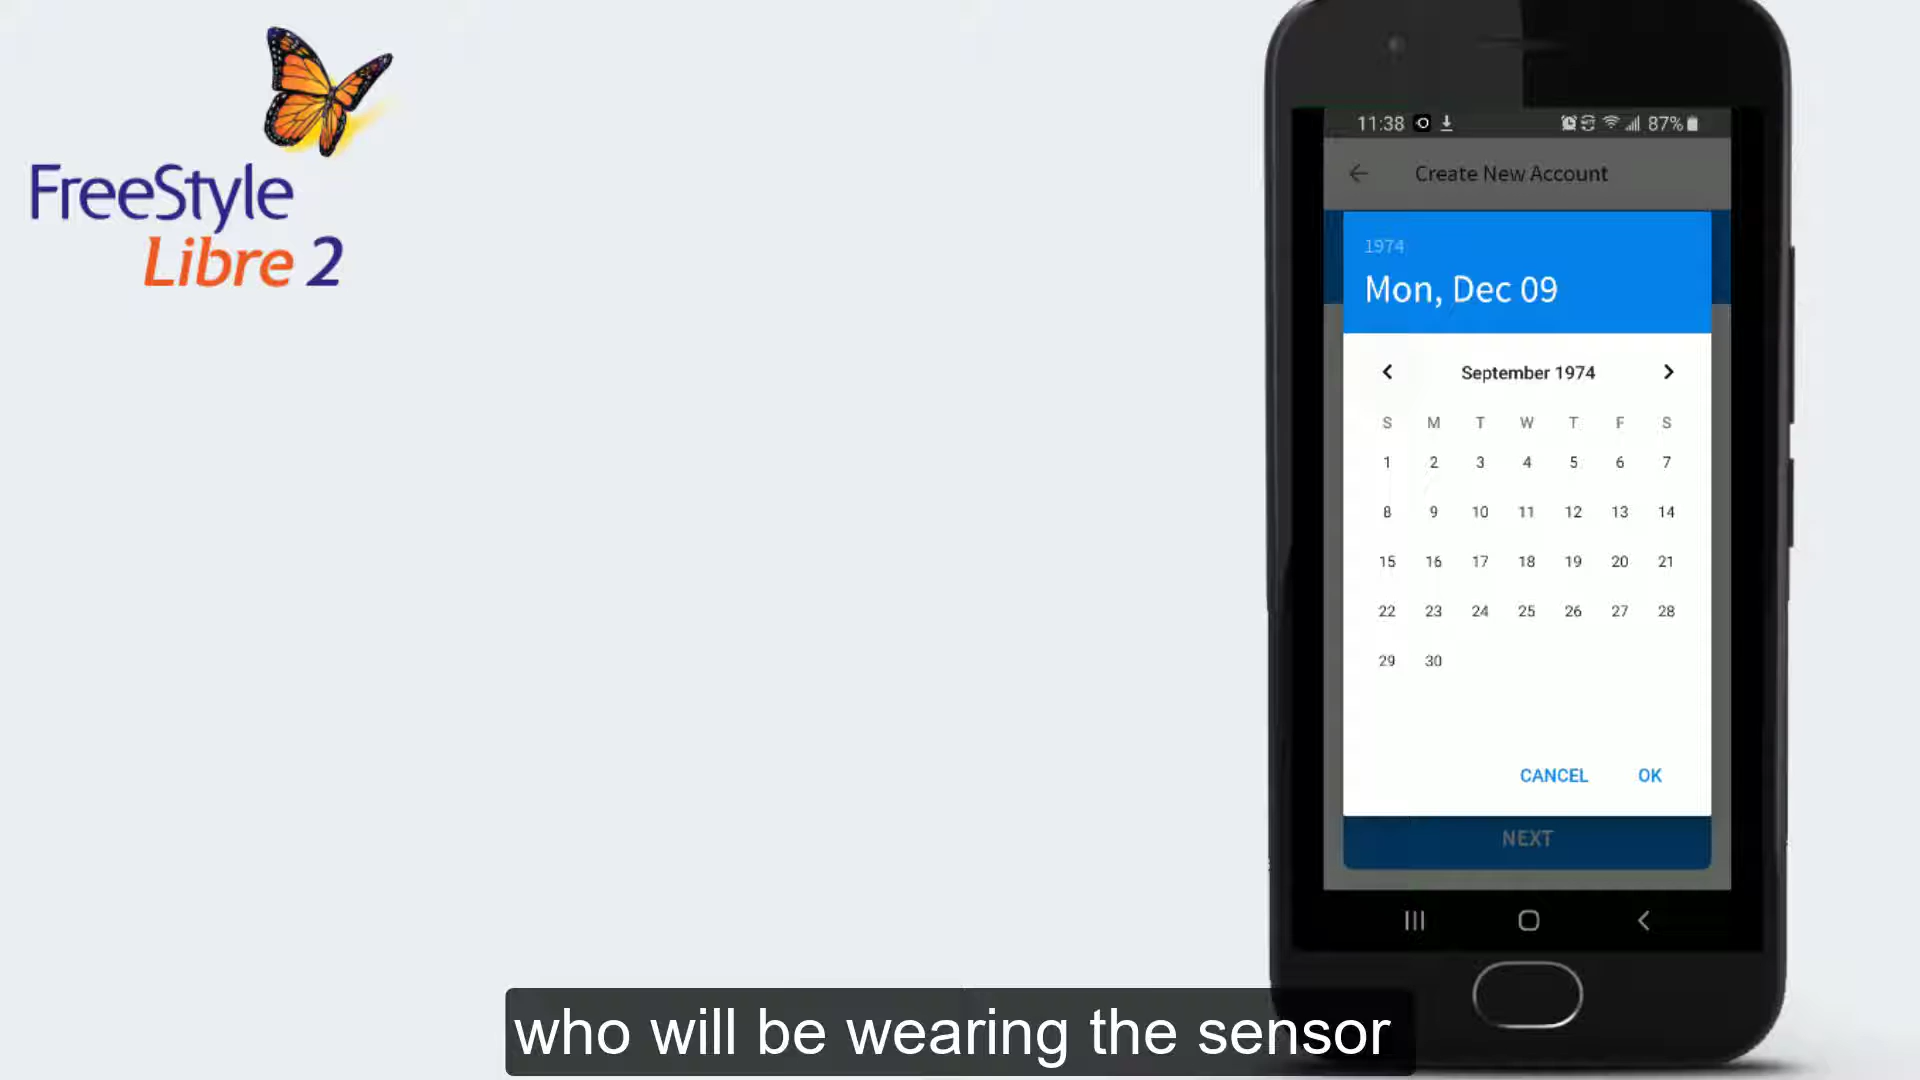 FreeStyle
Libre 2
11:38 87%
Create New Account
1974
Mon, Dec 09
September 1974
S M T W T F S
1 2 3 4 5 6 7
8 9 10 11 12 13 14
15 16 17 18 19 20 21
22 23 24 25 26 27 28
29 30
CANCEL OK
NEXT
who will be wearing the sensor